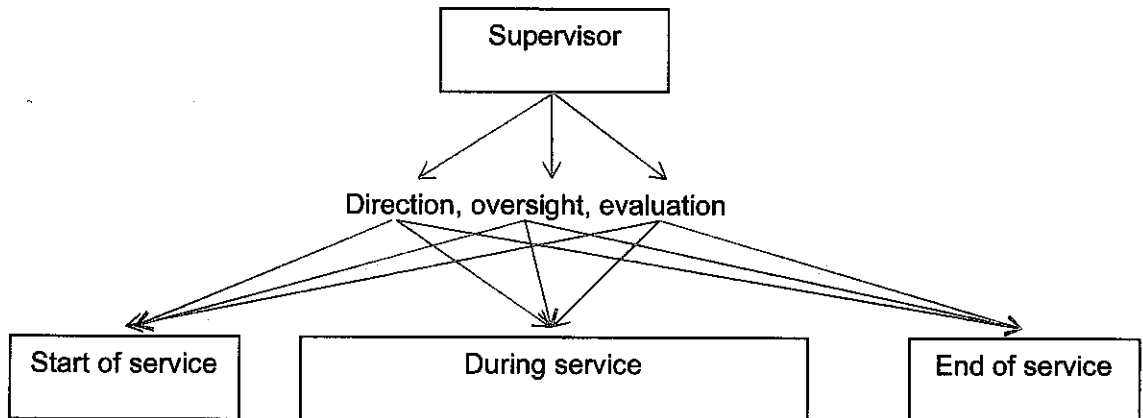 Supervisor
Direction, oversight, evaluation
Start of service
During service
End of service